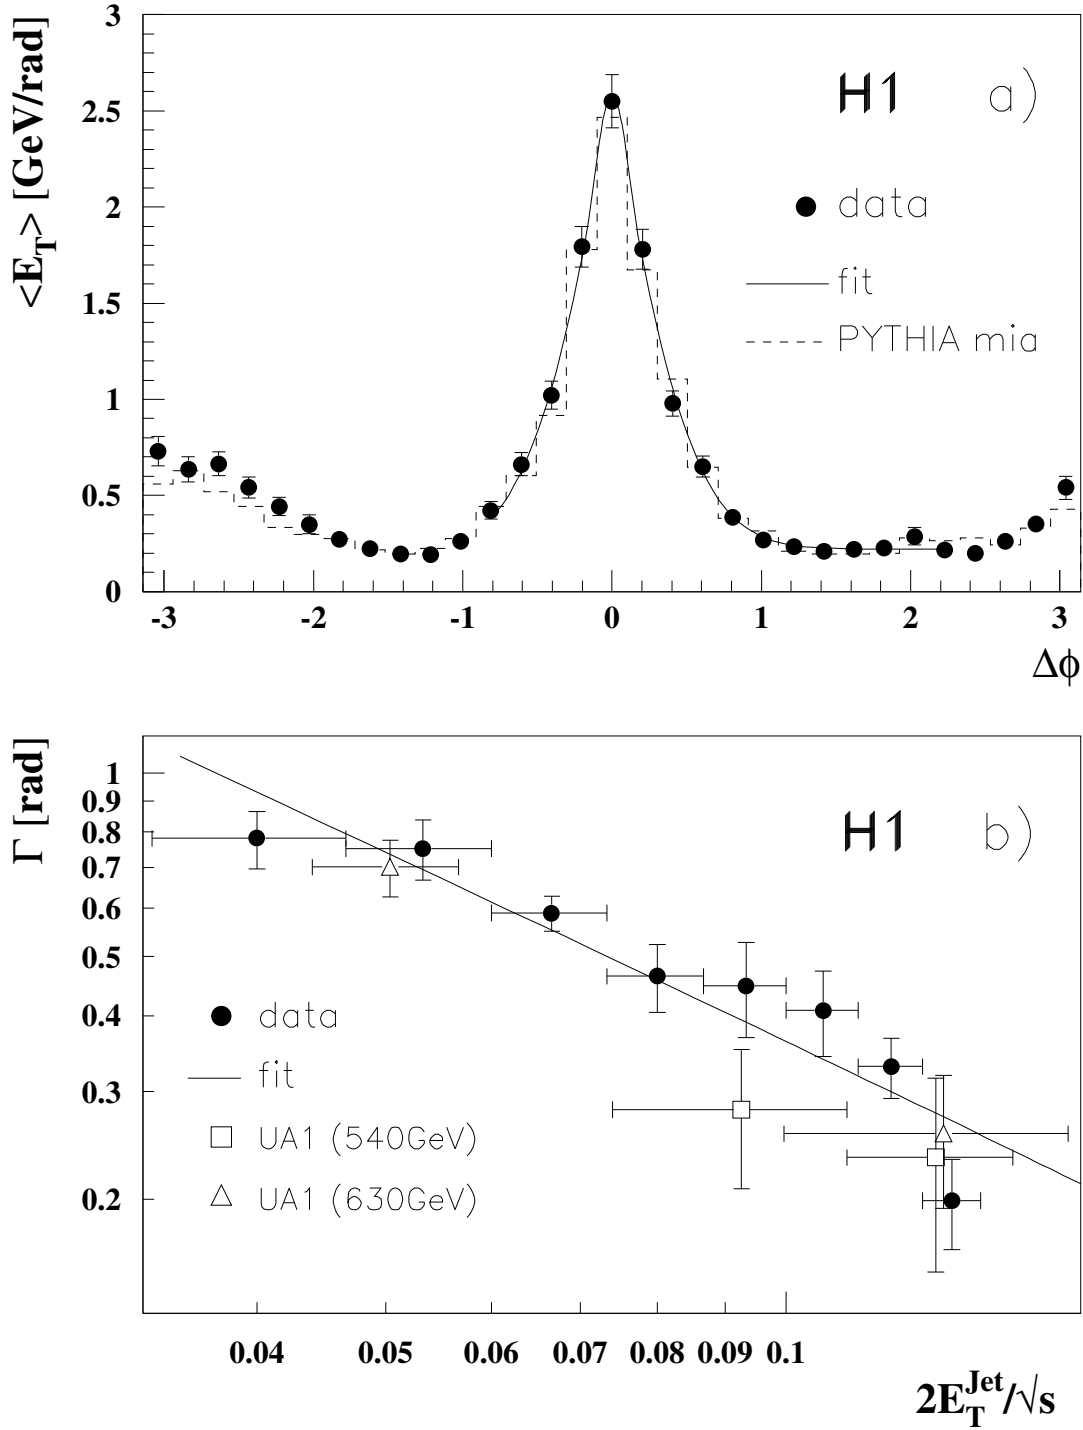 <E_T> [GeV/rad]
3
2.5
2
1.5
1
0.5
0
H1 a)
data
fit
PYTHIA mia
-3 -2 -1 0 1 2 3
Δϕ
Γ [rad]
1
0.9
0.8
0.7
0.6
0.5
0.4
0.3
0.2
H1 b)
data
fit
UA1 (540GeV)
UA1 (630GeV)
0.04 0.05 0.06 0.07 0.08 0.09 0.1
2E_T^Jet/√s